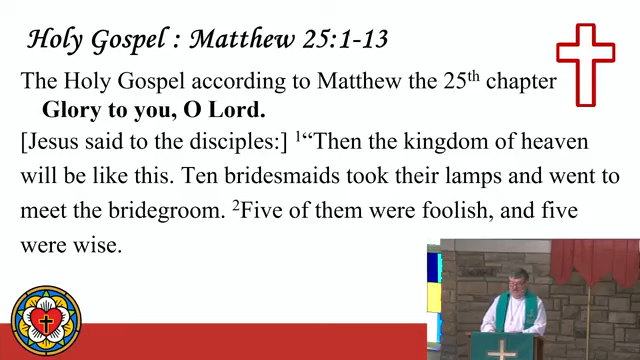 Holy Gospel : Matthew 25:1-13
The Holy Gospel according to Matthew the 25th chapter
Glory to you, O Lord.
[Jesus said to the disciples:] 1“Then the kingdom of heaven
will be like this. Ten bridesmaids took their lamps and went to
meet the bridegroom. 2Five of them were foolish, and five
were wise.